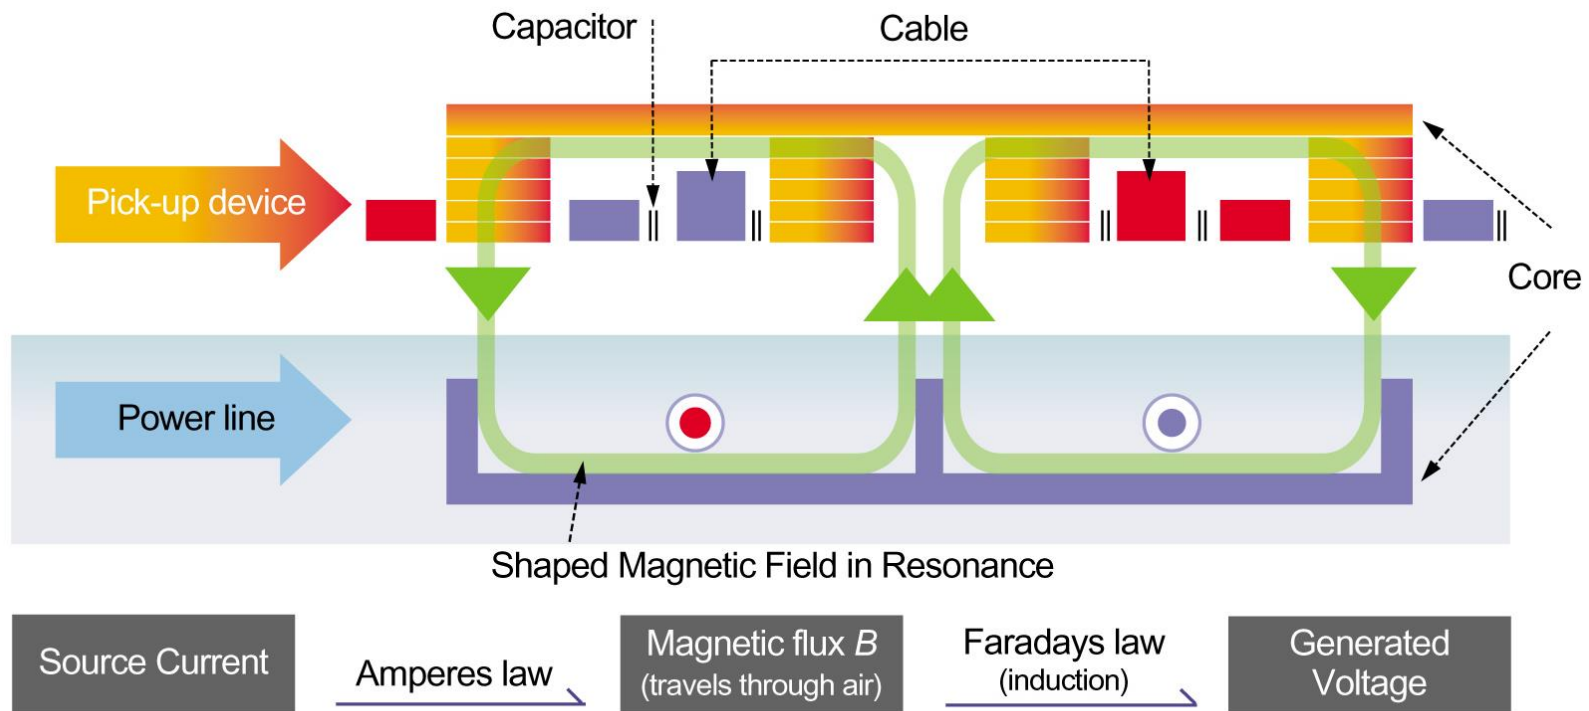 Capacitor
Cable
Pick-up device
Core
Power line
Shaped Magnetic Field in Resonance
Source Current
Amperes law
Magnetic flux B
(travels through air)
Faradays law
(induction)
Generated
Voltage